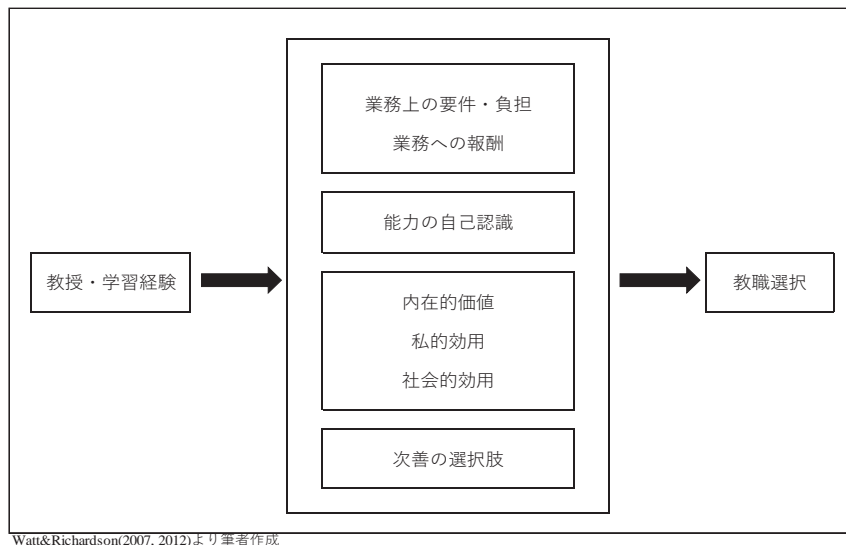 業務上の要件・負担
業務への報酬
能力の自己認識
教授・学習経験
内在的価値
私的効用
社会的効用
教職選択
次善の選択肢
Watt&Richardson(2007, 2012)より筆者作成